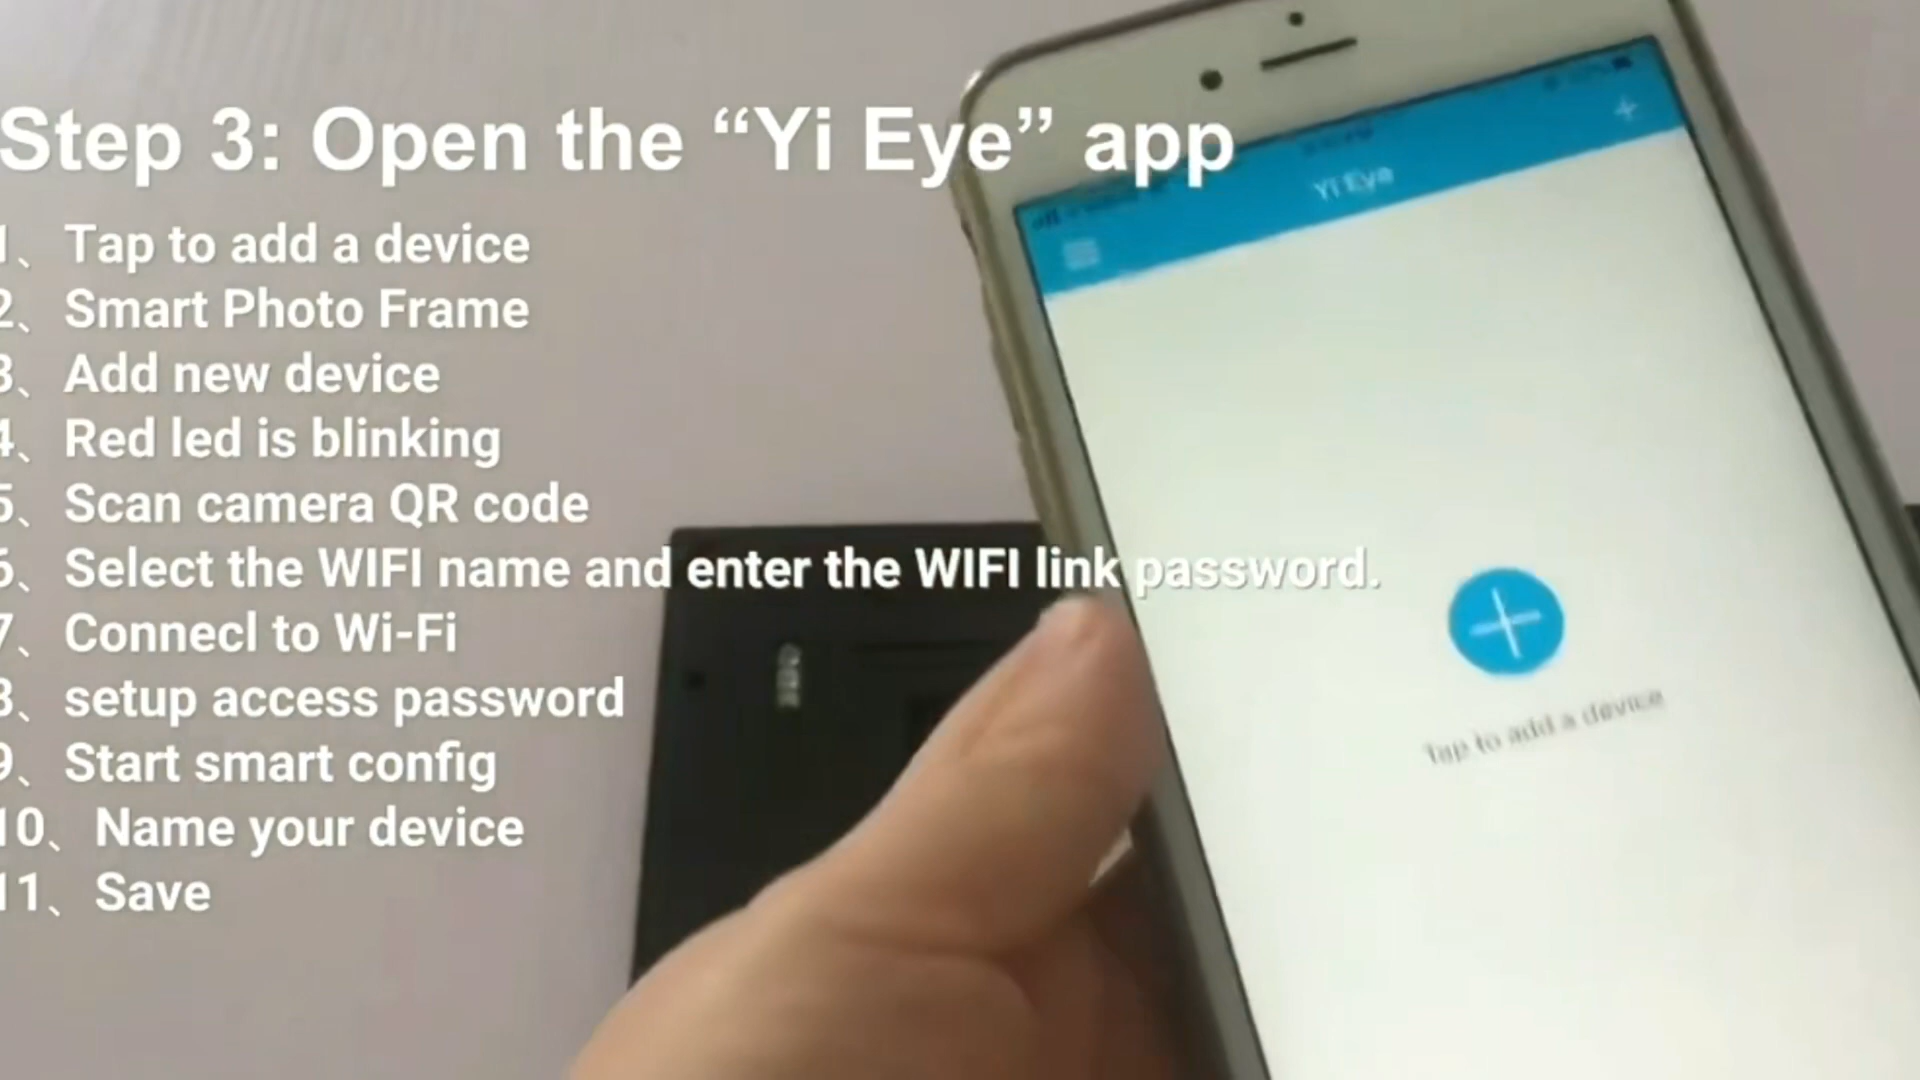 Step 3: Open the “Yi Eye” app
1、Tap to add a device
2、Smart Photo Frame
3、Add new device
4、Red led is blinking
5、Scan camera QR code
6、Select the WIFI name and enter the WIFI link password.
7、Connecl to Wi-Fi
8、setup access password
9、Start smart config
10、Name your device
11、Save
Yi Eye
Tap to add a device